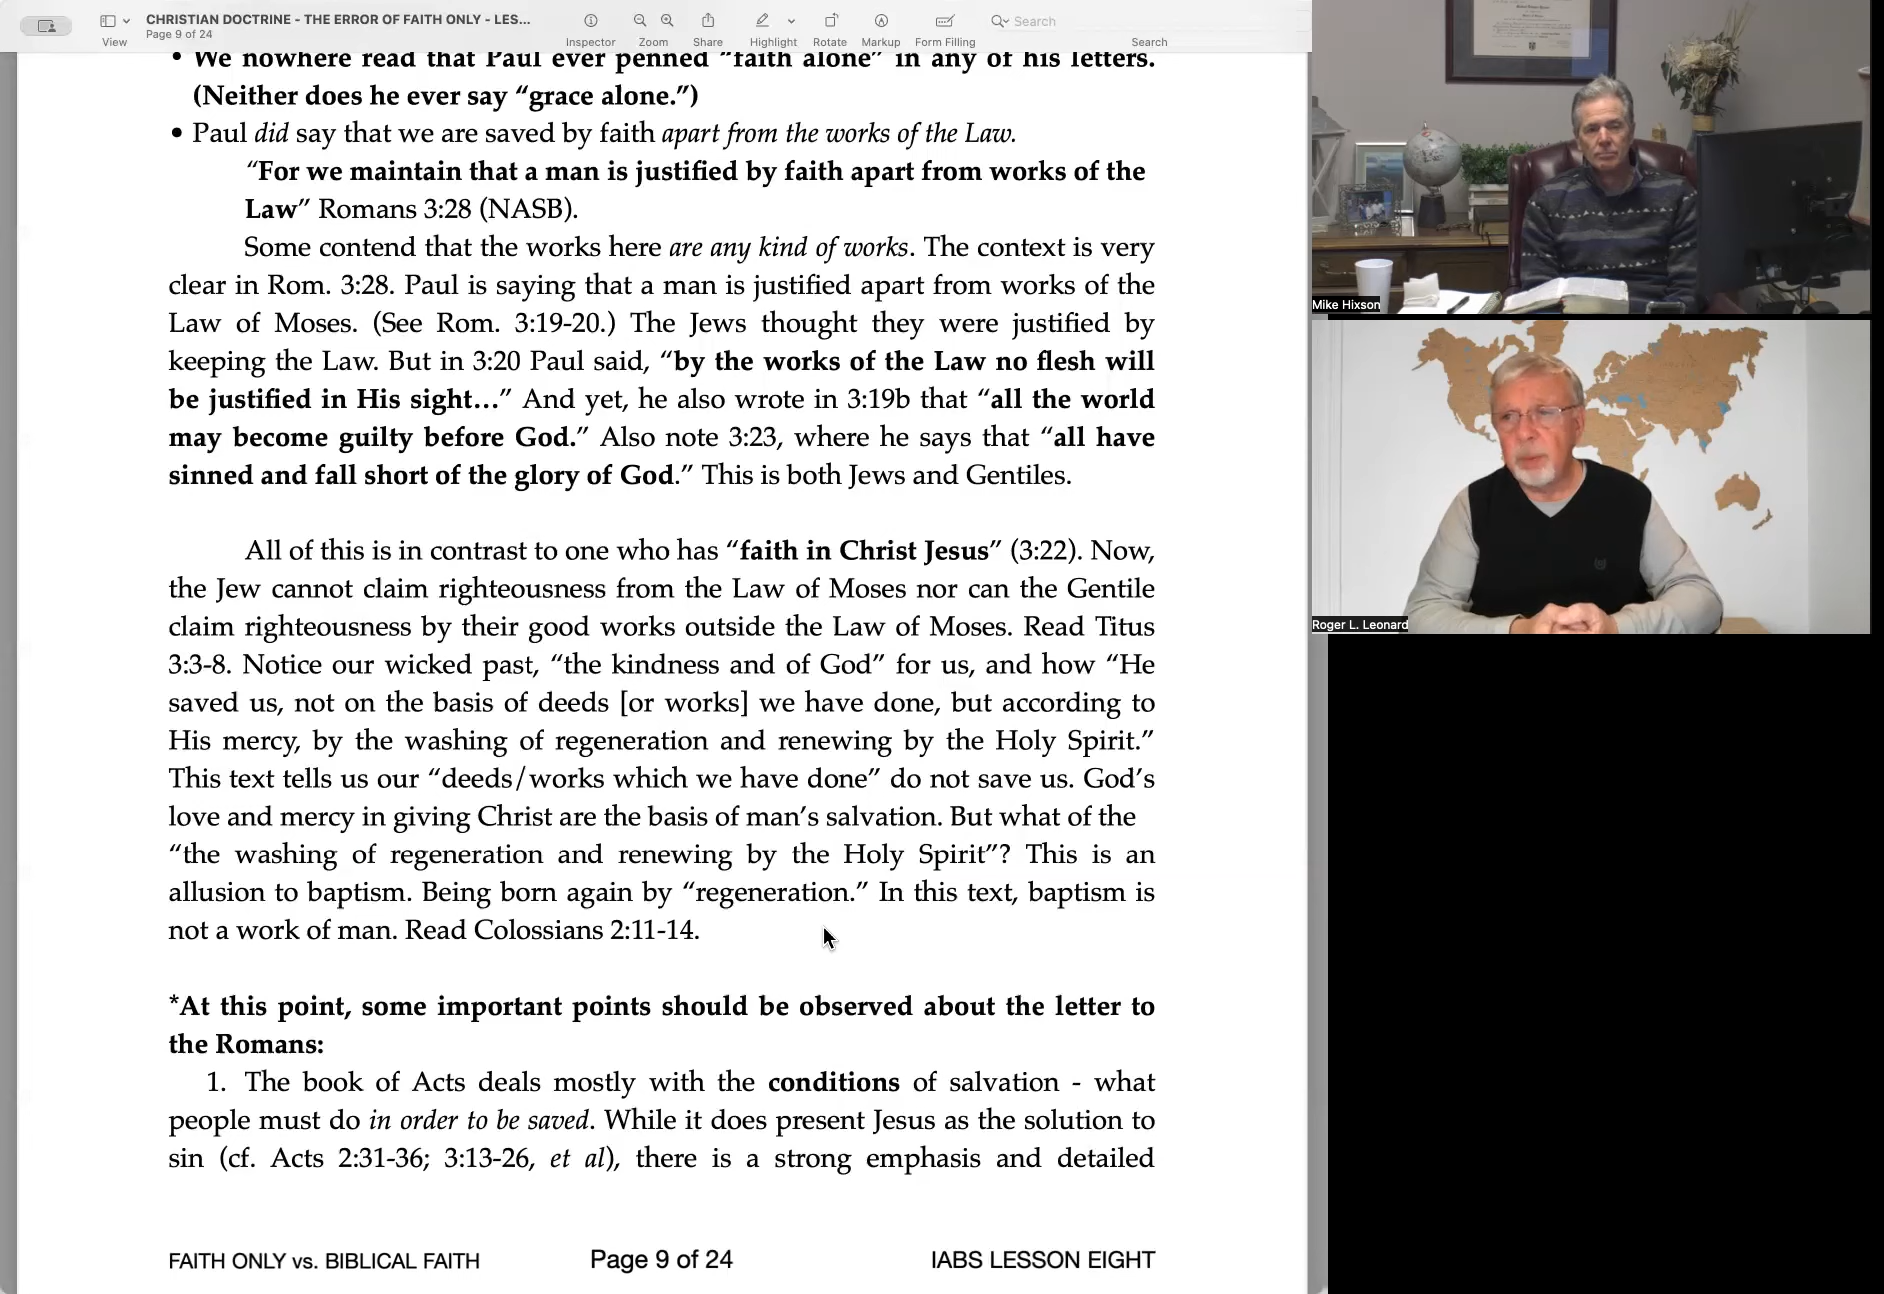 CHRISTIAN DOCTRINE - THE ERROR OF FAITH ONLY - LES...
Page 9 of 24
View
Inspector
Zoom
Share
Highlight
Rotate
Markup
Form Filling
Search
Search
• We nowhere read that Paul ever penned “faith alone” in any of his letters.
(Neither does he ever say “grace alone.”)
• Paul did say that we are saved by faith apart from the works of the Law.
“For we maintain that a man is justified by faith apart from works of the
Law” Romans 3:28 (NASB).
Some contend that the works here are any kind of works. The context is very
clear in Rom. 3:28. Paul is saying that a man is justified apart from works of the
Law of Moses. (See Rom. 3:19-20.) The Jews thought they were justified by
keeping the Law. But in 3:20 Paul said, “by the works of the Law no flesh will
be justified in His sight…” And yet, he also wrote in 3:19b that “all the world
may become guilty before God.” Also note 3:23, where he says that “all have
sinned and fall short of the glory of God.” This is both Jews and Gentiles.
All of this is in contrast to one who has “faith in Christ Jesus” (3:22). Now,
the Jew cannot claim righteousness from the Law of Moses nor can the Gentile
claim righteousness by their good works outside the Law of Moses. Read Titus
3:3-8. Notice our wicked past, “the kindness and of God” for us, and how “He
saved us, not on the basis of deeds [or works] we have done, but according to
His mercy, by the washing of regeneration and renewing by the Holy Spirit.”
This text tells us our “deeds/works which we have done” do not save us. God’s
love and mercy in giving Christ are the basis of man’s salvation. But what of the
“the washing of regeneration and renewing by the Holy Spirit”? This is an
allusion to baptism. Being born again by “regeneration.” In this text, baptism is
not a work of man. Read Colossians 2:11-14.
*At this point, some important points should be observed about the letter to
the Romans:
1. The book of Acts deals mostly with the conditions of salvation - what
people must do in order to be saved. While it does present Jesus as the solution to
sin (cf. Acts 2:31-36; 3:13-26, et al), there is a strong emphasis and detailed
FAITH ONLY vs. BIBLICAL FAITH
Page 9 of 24
IABS LESSON EIGHT
Mike Hixson
Roger L. Leonard